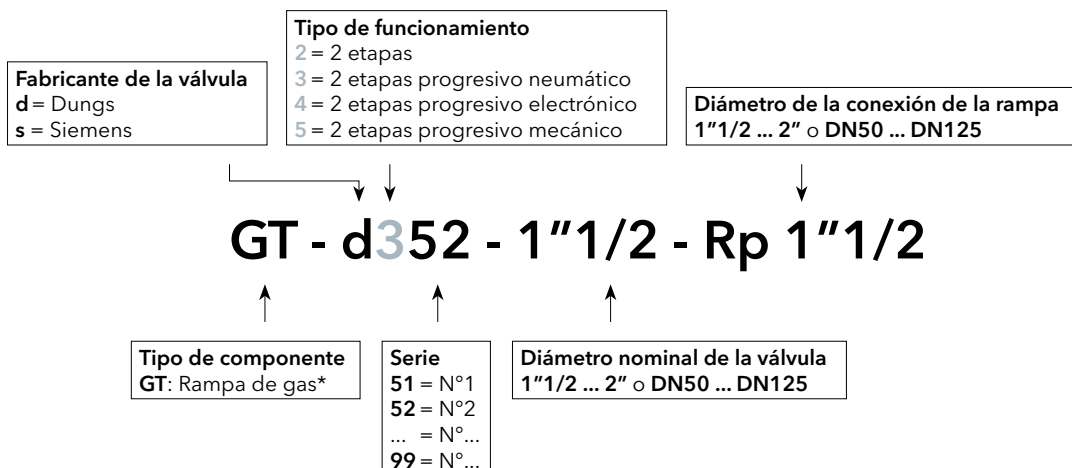 Tipo de funcionamiento
2 = 2 etapas
3 = 2 etapas progresivo neumático
4 = 2 etapas progresivo electrónico
5 = 2 etapas progresivo mecánico
Fabricante de la válvula
d = Dungs
s = Siemens
Diámetro de la conexión de la rampa
1"1/2 ... 2" o DN50 ... DN125
GT - d352 - 1"1/2 - Rp 1"1/2
Tipo de componente
GT: Rampa de gas*
Serie
51 = N°1
52 = N°2
... = N°...
99 = N°...
Diámetro nominal de la válvula
1"1/2 ... 2" o DN50 ... DN125